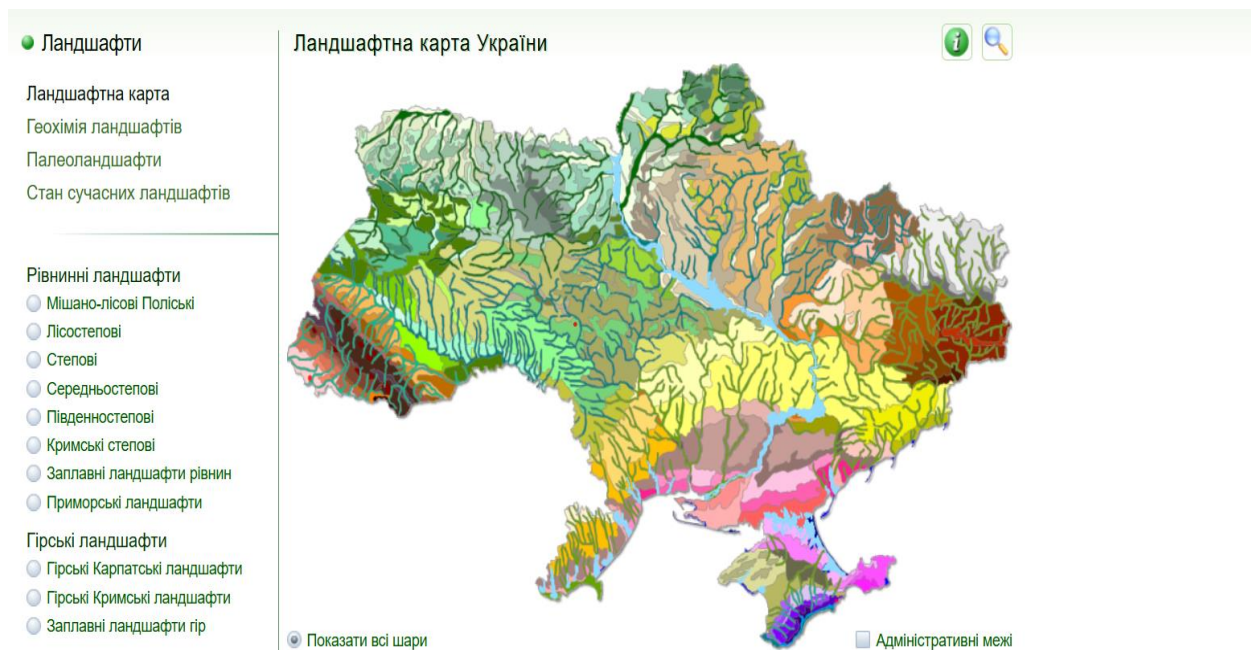 Ландшафти
Ландшафтна карта
Геохімія ландшафтів
Палеоландшафти
Стан сучасних ландшафтів
Рівнинні ландшафти
Мішано-лісові Поліські
Лісостепові
Степові
Середньостепові
Південностепові
Кримські степові
Заплавні ландшафти рівнин
Приморські ландшафти
Гірські ландшафти
Гірські Карпатські ландшафти
Гірські Кримські ландшафти
Заплавні ландшафти гір
Ландшафтна карта України
Показати всі шари
Адміністративні межі